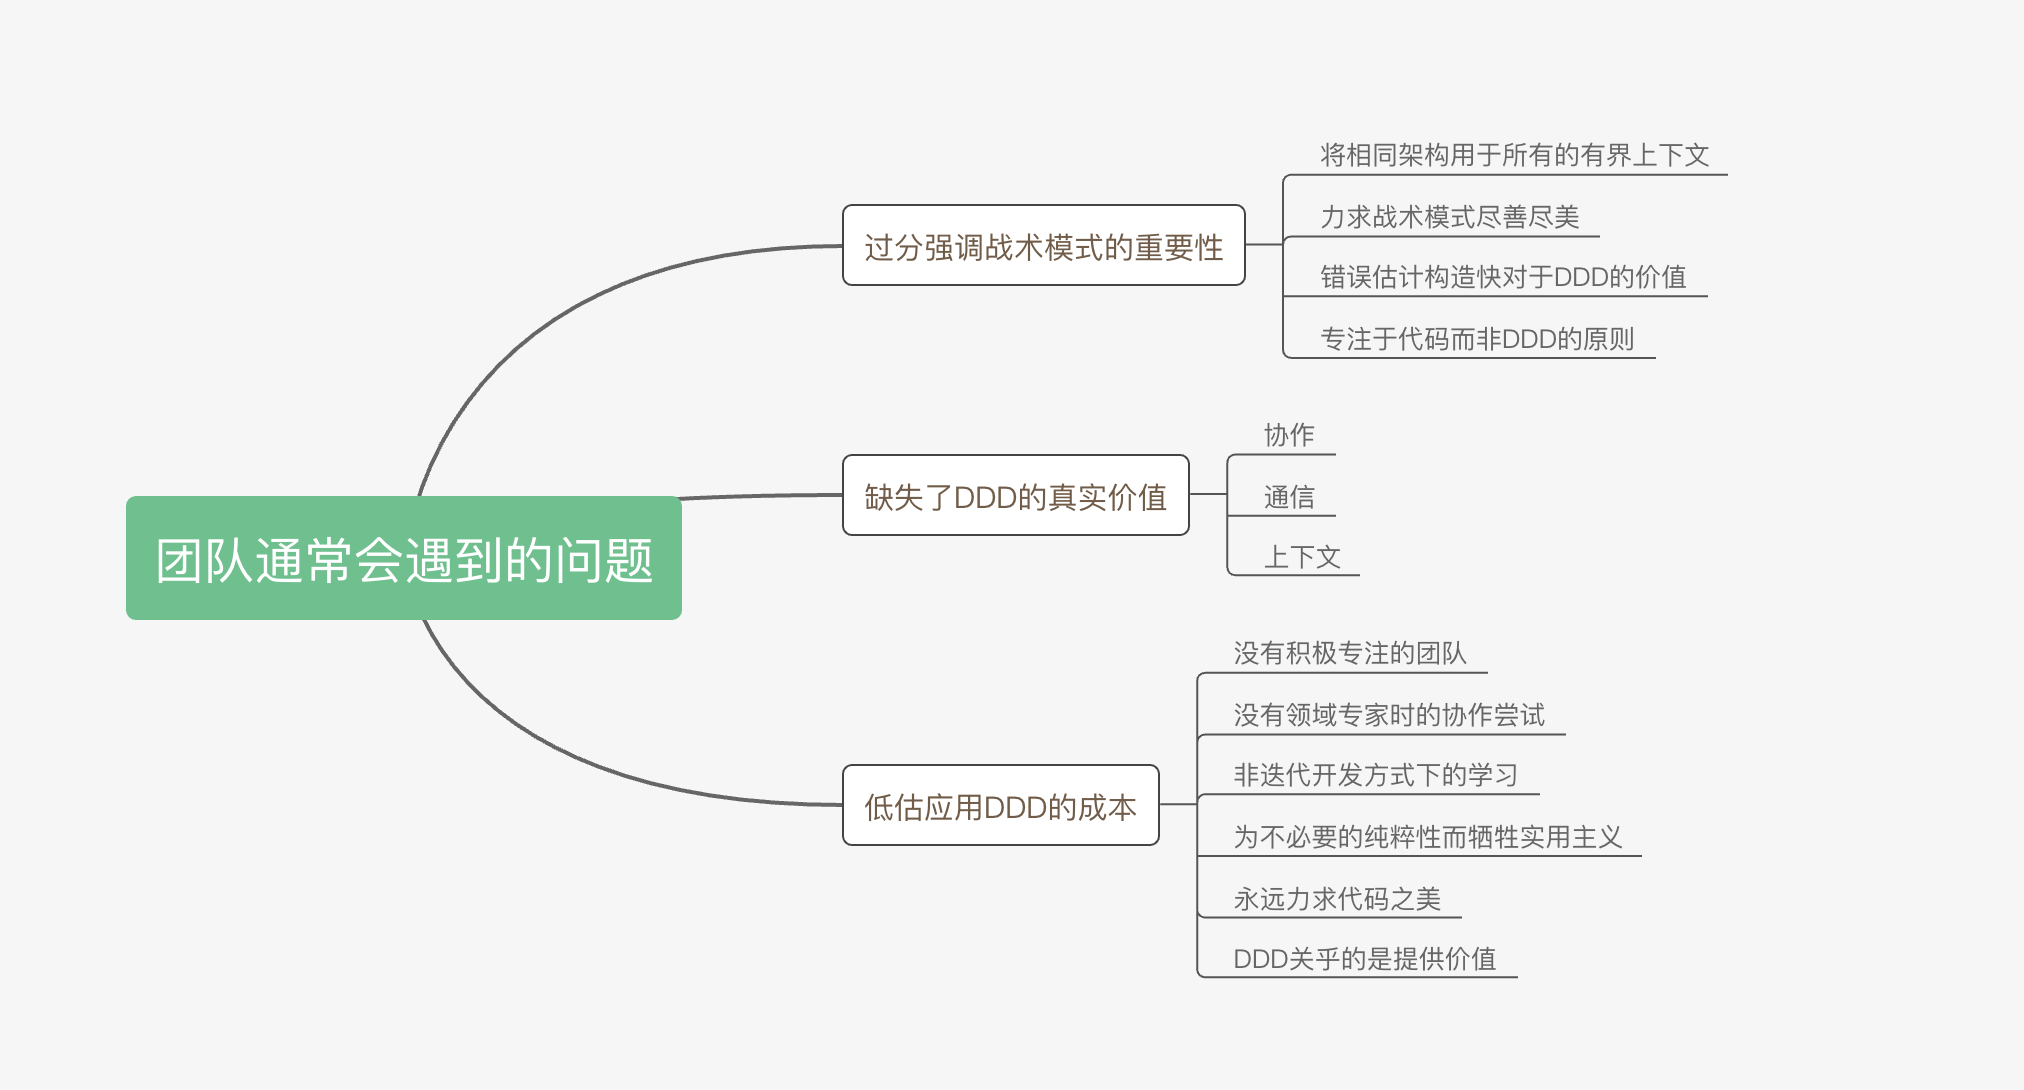 团队通常会遇到的问题
过分强调战术模式的重要性
将相同架构用于所有的有界上下文
力求战术模式尽善尽美
错误估计构造快对于DDD的价值
专注于代码而非DDD的原则
缺失了DDD的真实价值
协作
通信
上下文
低估应用DDD的成本
没有积极专注的团队
没有领域专家时的协作尝试
非迭代开发方式下的学习
为不必要的纯粹性而牺牲实用主义
永远力求代码之美
DDD关乎的是提供价值